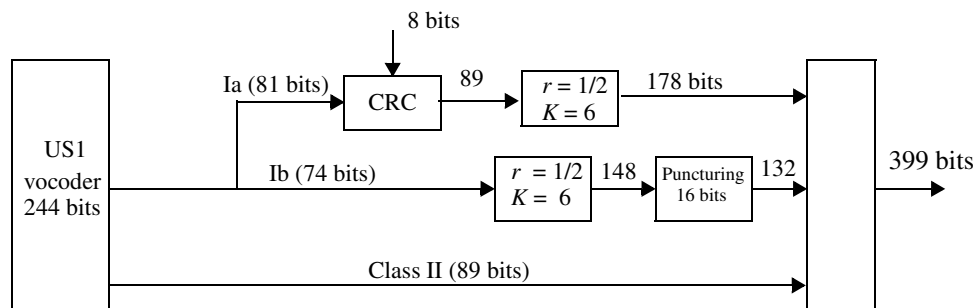 8 bits
Ia (81 bits)
CRC
89
r = 1/2
K = 6
178 bits
US1
vocoder
244 bits
Ib (74 bits)
r = 1/2
K = 6
148
Puncturing
16 bits
132
399 bits
Class II (89 bits)